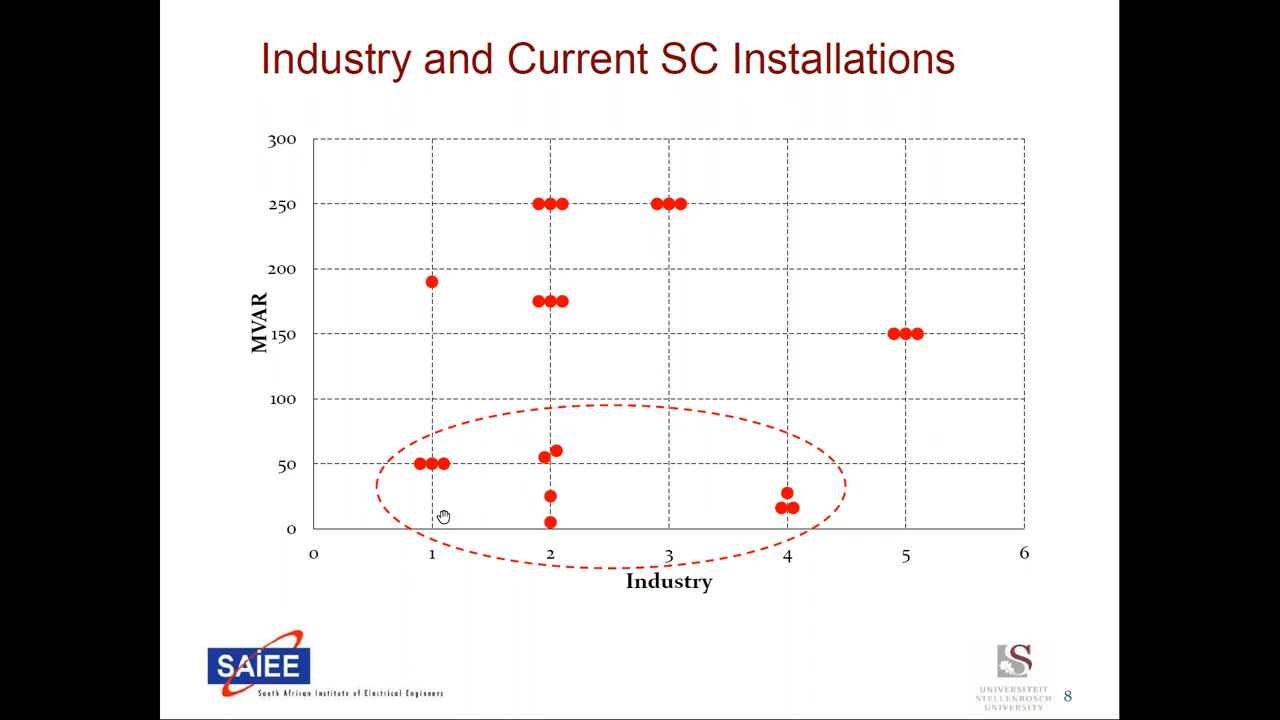 Industry and Current SC Installations
300
250
200
150
100
50
0
MVAR
0 1 2 3 4 5 6
Industry
SAIEE
South African Institute of Electrical Engineers
S
UNIVERSITEIT
STELLENBOSCH
UNIVERSITY
8